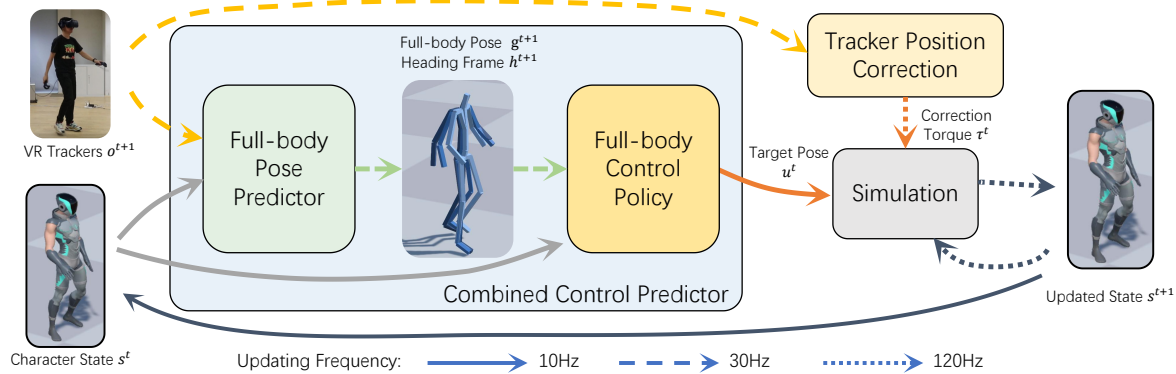 VR Trackers o^{t+1}
Full-body Pose g^{t+1}
Heading Frame h^{t+1}
Full-body
Pose
Predictor
Full-body
Control
Policy
Combined Control Predictor
Tracker Position
Correction
Correction
Torque τ^t
Target Pose
u^t
Simulation
Updated State s^{t+1}
Character State s^t
Updating Frequency:
10Hz
30Hz
120Hz